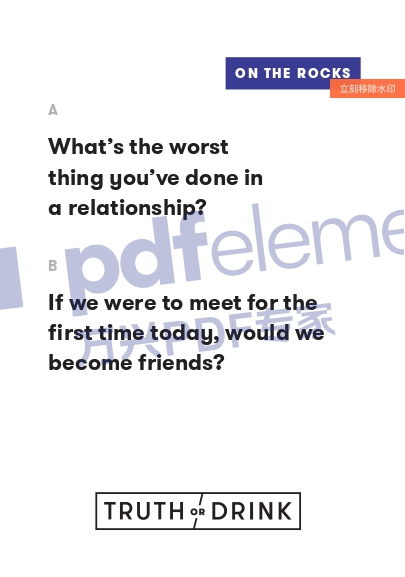 ON THE ROCKS
立刻移除水印
A
What’s the worst
thing you’ve done in
a relationship?
pdfeleme
B
If we were to meet for the
first time today, would we
become friends?
万兴PDF看家
TRUTH OR DRINK